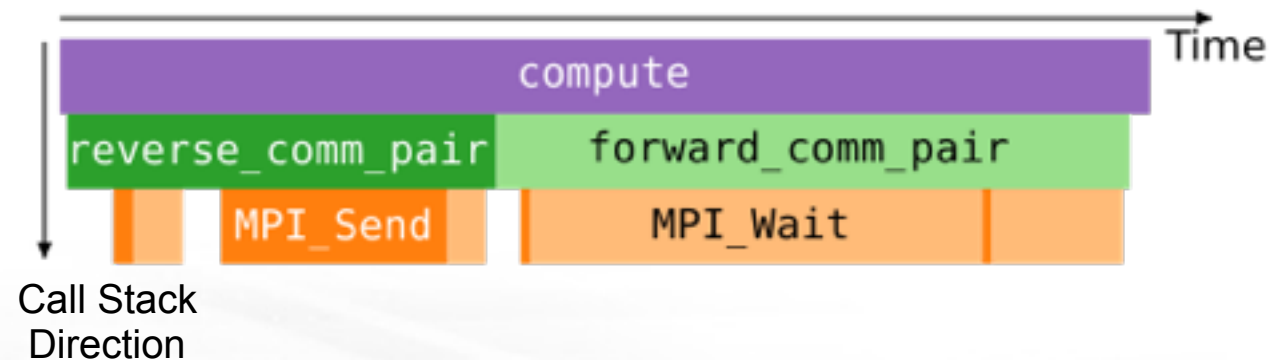 Time
compute
reverse_comm_pair
forward_comm_pair
MPI_Send
MPI_Wait
Call Stack
Direction